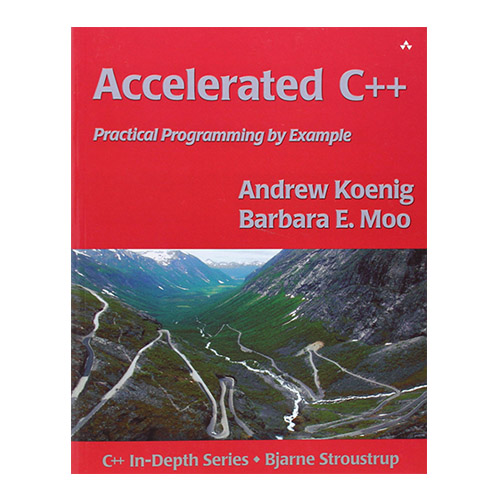 Accelerated C++
Practical Programming by Example
Andrew Koenig
Barbara E. Moo
C++ In-Depth Series • Bjarne Stroustrup